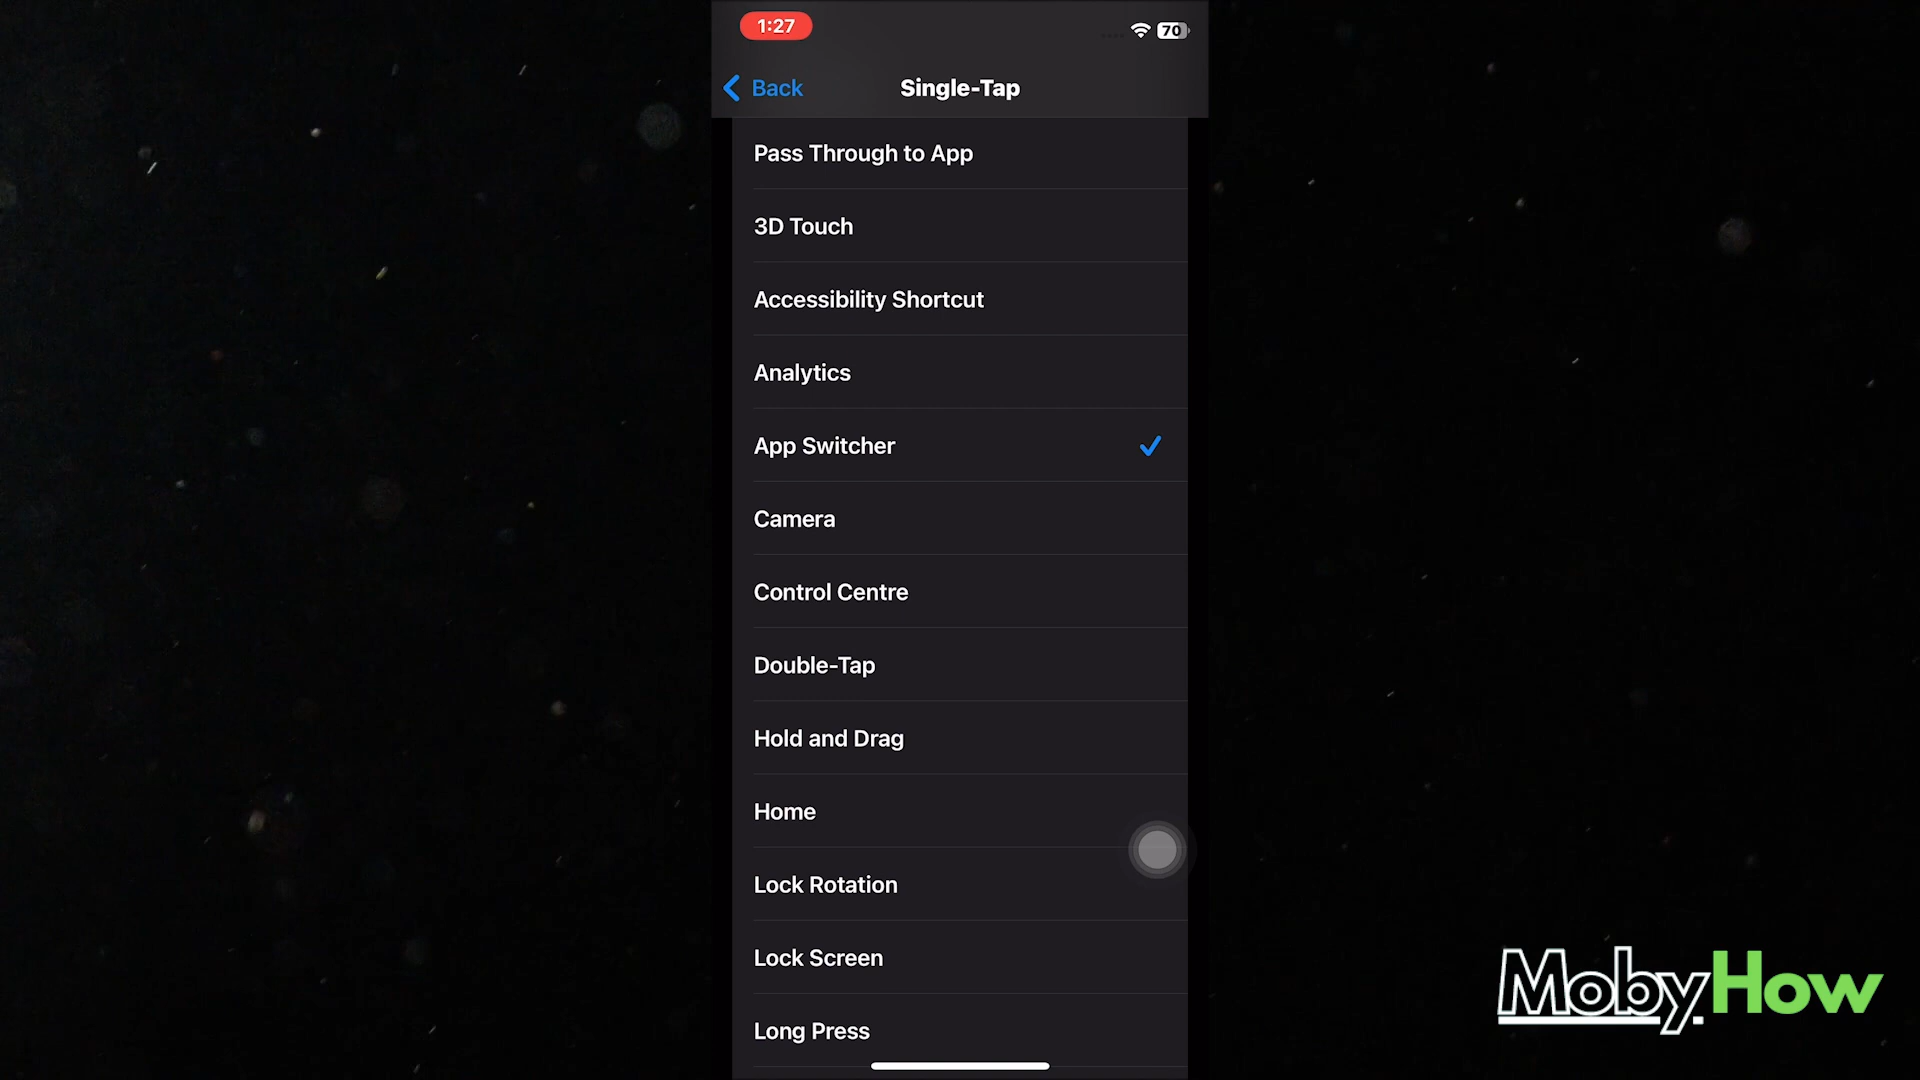 1:27
70
Back
Single-Tap
Pass Through to App
3D Touch
Accessibility Shortcut
Analytics
App Switcher
Camera
Control Centre
Double-Tap
Hold and Drag
Home
Lock Rotation
Lock Screen
Long Press
MobyHow